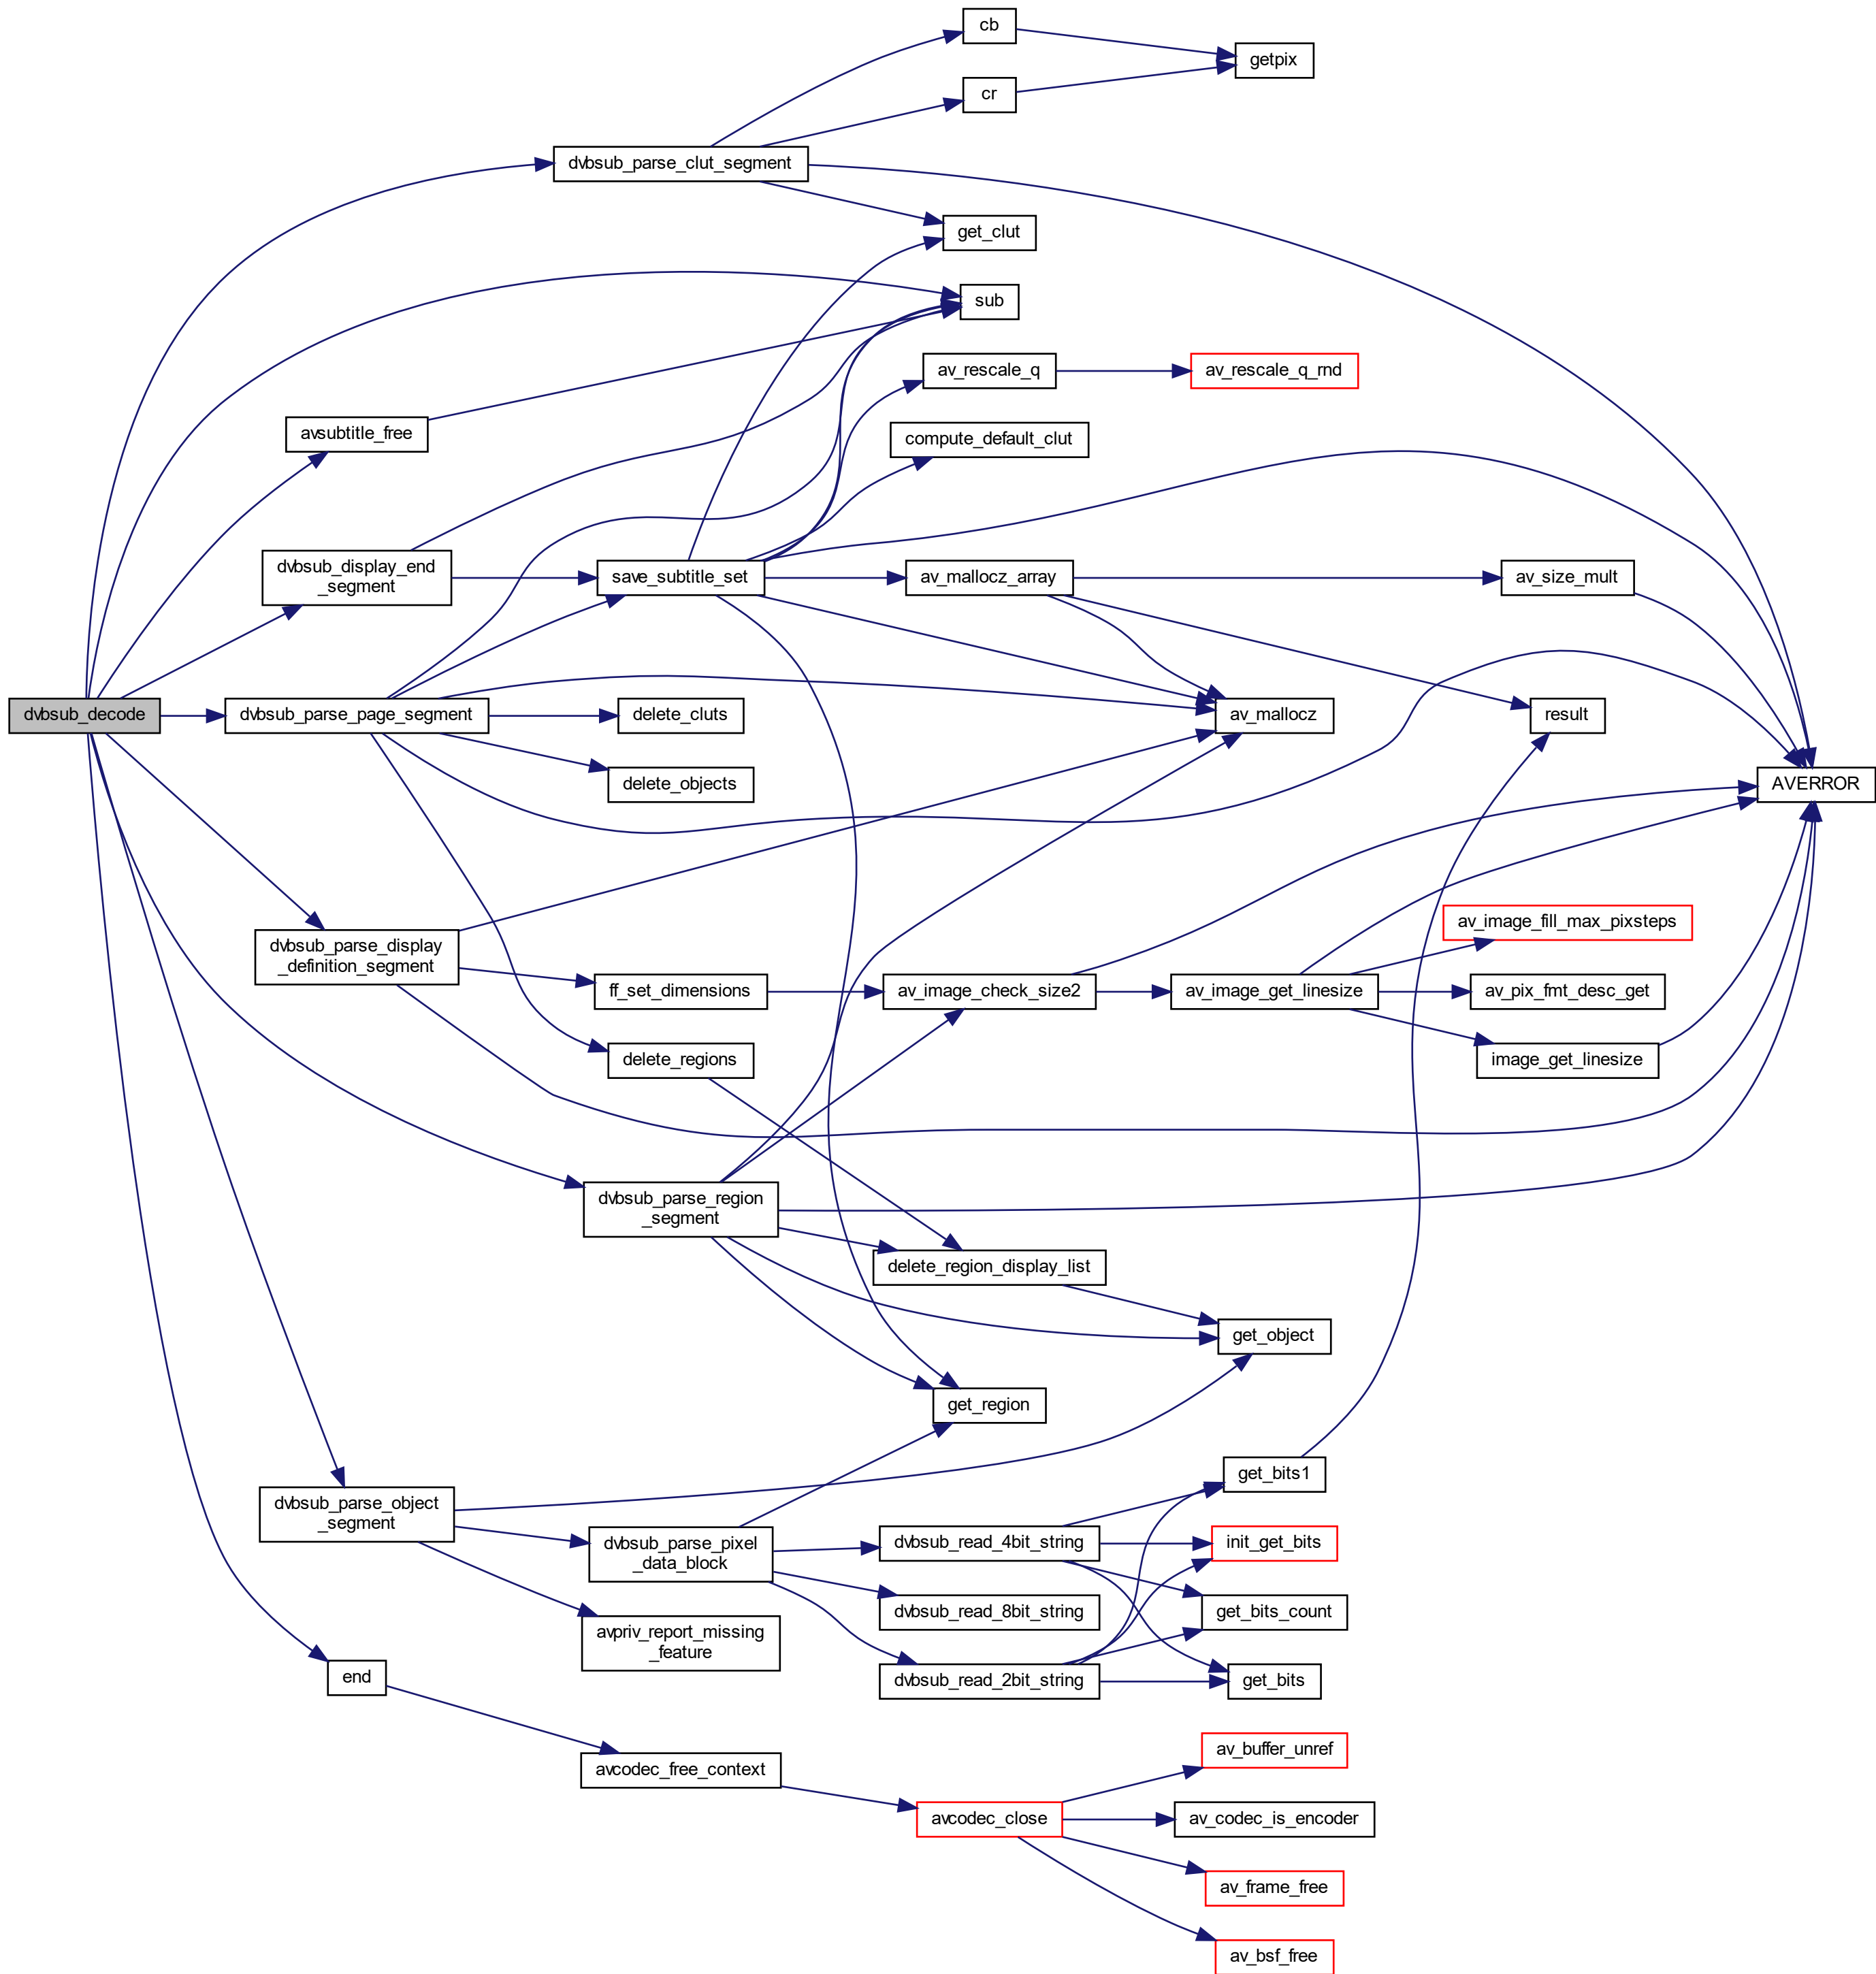 cb
getpix
cr
dvbsub_parse_clut_segment
get_clut
sub
av_rescale_q
av_rescale_q_rnd
avsubtitle_free
compute_default_clut
dvbsub_display_end
_segment
save_subtitle_set
av_mallocz_array
av_size_mult
dvbsub_decode
dvbsub_parse_page_segment
delete_cluts
av_mallocz
result
delete_objects
AVERROR
dvbsub_parse_display
_definition_segment
av_image_fill_max_pixsteps
ff_set_dimensions
av_image_check_size2
av_image_get_linesize
av_pix_fmt_desc_get
delete_regions
image_get_linesize
dvbsub_parse_region
_segment
delete_region_display_list
get_object
get_region
get_bits1
dvbsub_parse_object
_segment
dvbsub_parse_pixel
_data_block
dvbsub_read_4bit_string
init_get_bits
dvbsub_read_8bit_string
get_bits_count
avpriv_report_missing
_feature
end
dvbsub_read_2bit_string
get_bits
av_buffer_unref
avcodec_free_context
avcodec_close
av_codec_is_encoder
av_frame_free
av_bsf_free